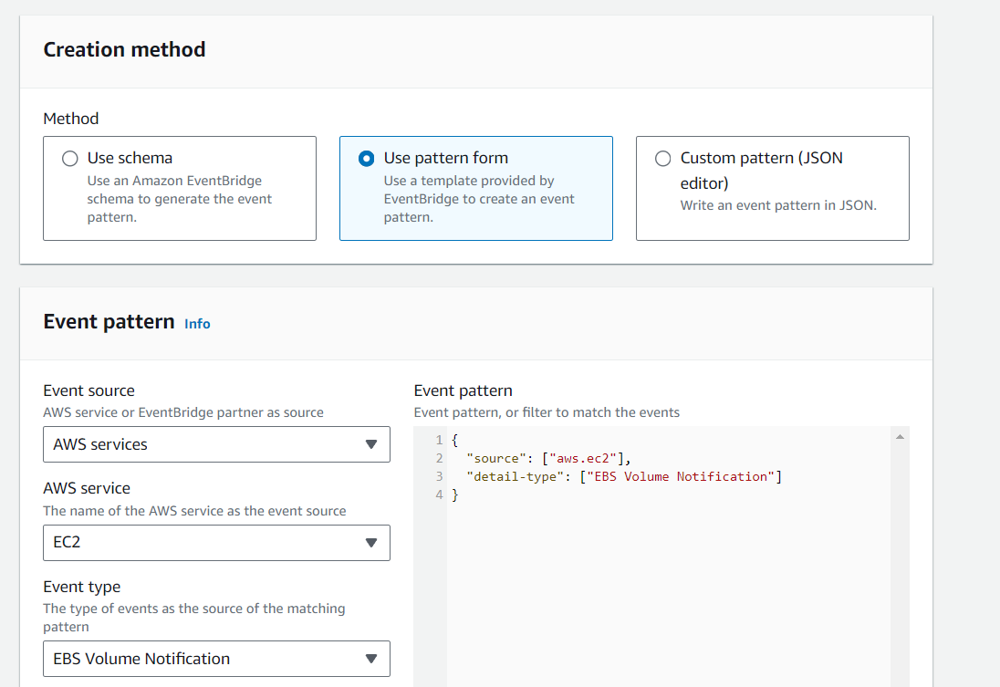 Creation method
Method
Use schema
Use an Amazon EventBridge
schema to generate the event
pattern.
Use pattern form
Use a template provided by
EventBridge to create an event
pattern.
Custom pattern (JSON
editor)
Write an event pattern in JSON.
Event pattern Info
Event source
AWS service or EventBridge partner as source
AWS services
AWS service
The name of the AWS service as the event source
EC2
Event type
The type of events as the source of the matching
pattern
EBS Volume Notification
Event pattern
Event pattern, or filter to match the events
1 {
2 "source": ["aws.ec2"],
3 "detail-type": ["EBS Volume Notification"]
4 }